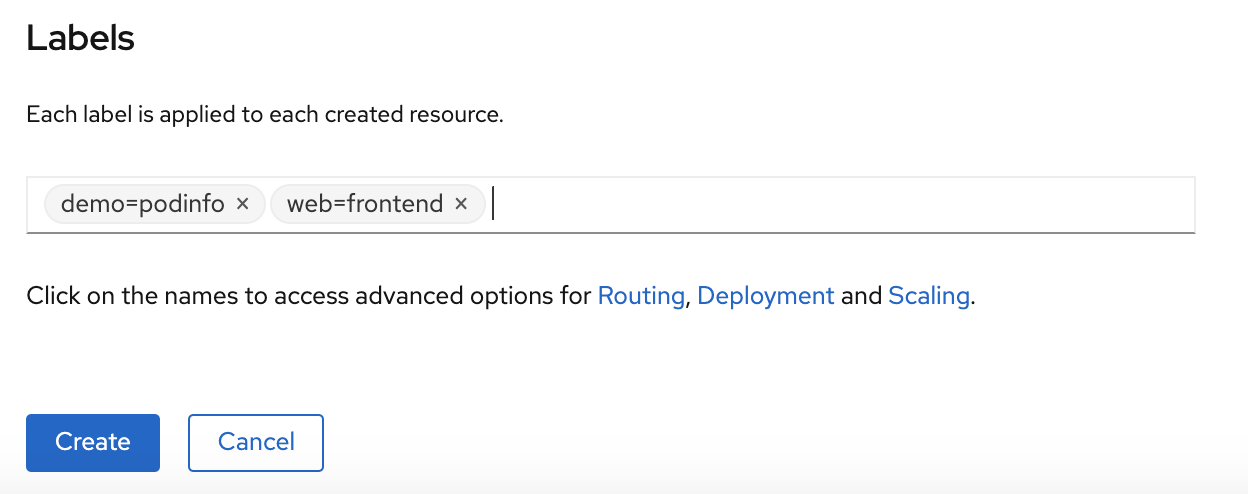 Labels
Each label is applied to each created resource.
demo=podinfo × web=frontend ×
Click on the names to access advanced options for Routing, Deployment and Scaling.
Create Cancel